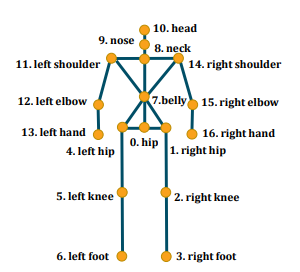 10. head
9. nose
8. neck
11. left shoulder
14. right shoulder
12. left elbow
7.belly
15. right elbow
13. left hand
16. right hand
0. hip
4. left hip
1. right hip
5. left knee
2. right knee
6. left foot
3. right foot